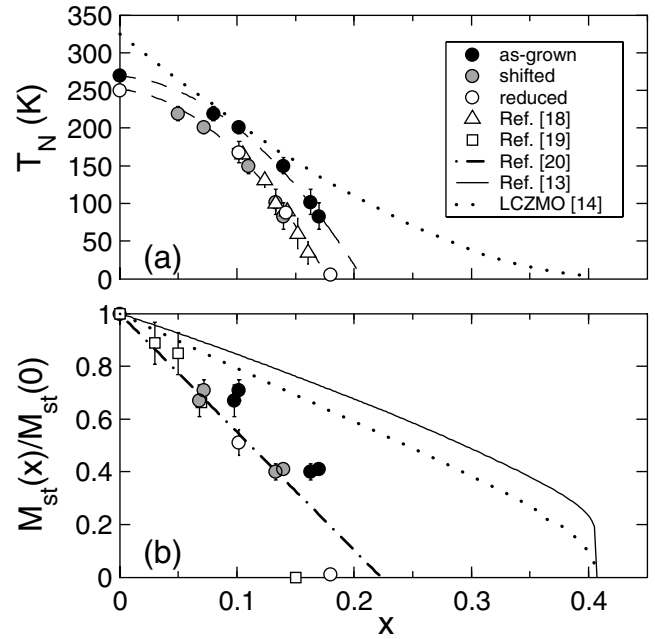 350
300
250
200
150
100
50
0
T_N (K)
(a)
as-grown
shifted
reduced
Ref. [18]
Ref. [19]
Ref. [20]
Ref. [13]
LCZMO [14]
1
0.8
0.6
0.4
0.2
0
M_st(x)/M_st(0)
(b)
0 0.1 0.2 0.3 0.4
x